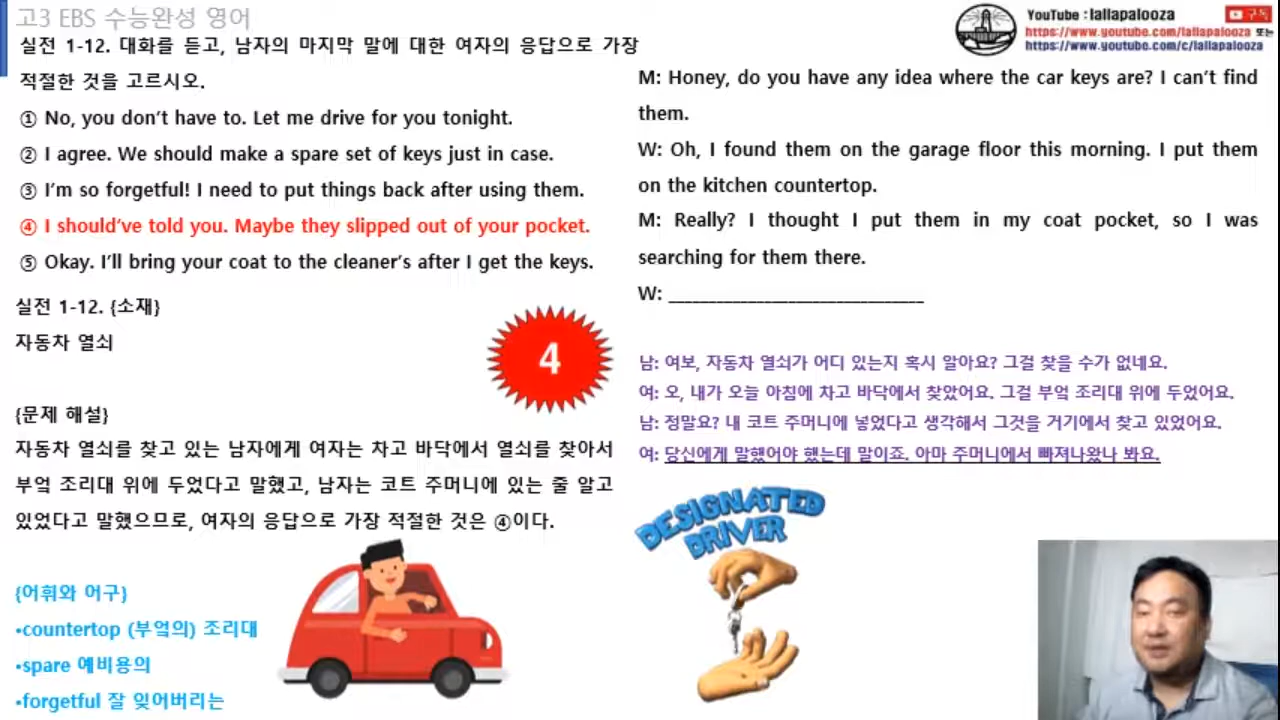 고3 EBS 수능완성 영어
실전 1-12. 대화를 듣고, 남자의 마지막 말에 대한 여자의 응답으로 가장
적절한 것을 고르시오.
① No, you don't have to. Let me drive for you tonight.
② I agree. We should make a spare set of keys just in case.
③ I'm so forgetful! I need to put things back after using them.
④ I should've told you. Maybe they slipped out of your pocket.
⑤ Okay. I'll bring your coat to the cleaner's after I get the keys.
실전 1-12. {소재}
자동차 열쇠
4
{문제 해설}
자동차 열쇠를 찾고 있는 남자에게 여자는 차고 바닥에서 열쇠를 찾아서
부엌 조리대 위에 두었다고 말했고, 남자는 코트 주머니에 있는 줄 알고
있었다고 말했으므로, 여자의 응답으로 가장 적절한 것은 ④이다.
{어휘와 어구}
•countertop (부엌의) 조리대
•spare 예비용의
•forgetful 잘 잊어버리는
YouTube : lallapalooza
구독
https://www.youtube.com/lallapalooza 또는
https://www.youtube.com/c/lallapalooza
M: Honey, do you have any idea where the car keys are? I can't find
them.
W: Oh, I found them on the garage floor this morning. I put them
on the kitchen countertop.
M: Really? I thought I put them in my coat pocket, so I was
searching for them there.
W: ______________________________
남: 여보, 자동차 열쇠가 어디 있는지 혹시 알아요? 그걸 찾을 수가 없네요.
여: 오, 내가 오늘 아침에 차고 바닥에서 찾았어요. 그걸 부엌 조리대 위에 두었어요.
남: 정말요? 내 코트 주머니에 넣었다고 생각해서 그것을 거기에서 찾고 있었어요.
여: 당신에게 말했어야 했는데 말이죠. 아마 주머니에서 빠져나왔나 봐요.
DESIGNATED
DRIVER